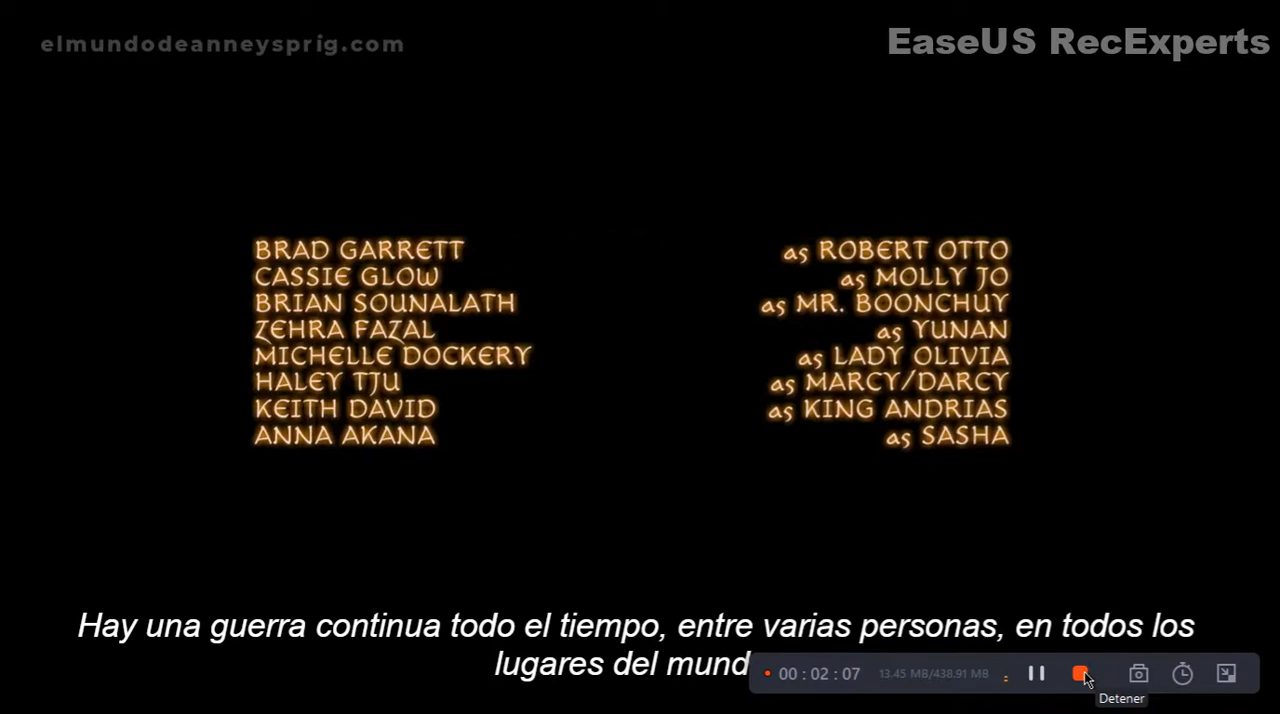 elmundodeanneysprig.com
EaseUS RecExperts
BRAD GARRETT as ROBERT OTTO
CASSIE GLOW as MOLLY JO
BRIAN SOUNALATH as MR. BOONCHUY
ZEHRA FAZAL as YUNAN
MICHELLE DOCKERY as LADY OLIVIA
HALEY TJU as MARCY/DARCY
KEITH DAVID as KING ANDRIAS
ANNA AKANA as SASHA
Hay una guerra continua todo el tiempo, entre varias personas, en todos los
lugares del mund
00 : 02 : 07 13.45 MB/438.91 MB
Detener